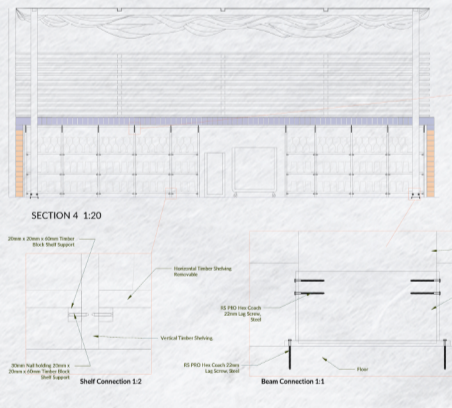 SECTION 4 1:20
20mm x 20mm x 60mm Timber
Block Shelf Support
Horizontal Timber Shelving
Removable
Vertical Timber Shelving
30mm Nail holding 20mm x
20mm x 60mm Timber Block
Shelf Support
Shelf Connection 1:2
RS PRO Hex Coach
22mm Lag Screw,
Steel
RS PRO Hex Coach 22mm
Lag Screw, Steel
Floor
Beam Connection 1:1